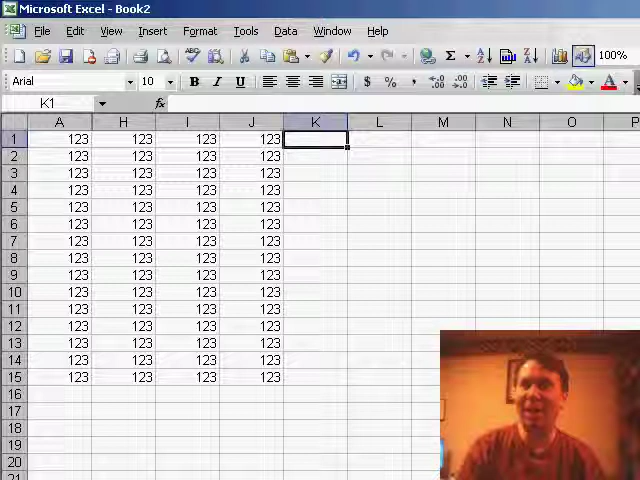 Microsoft Excel - Book2
File Edit View Insert Format Tools Data Window Help
Σ 100%
Arial 10 B I U $ % , A
K1 fx
A H I J K L M N O P
1 123 123 123 123
2 123 123 123 123
3 123 123 123 123
4 123 123 123 123
5 123 123 123 123
6 123 123 123 123
7 123 123 123 123
8 123 123 123 123
9 123 123 123 123
10 123 123 123 123
11 123 123 123 123
12 123 123 123 123
13 123 123 123 123
14 123 123 123 123
15 123 123 123 123
16
17
18
19
20
21